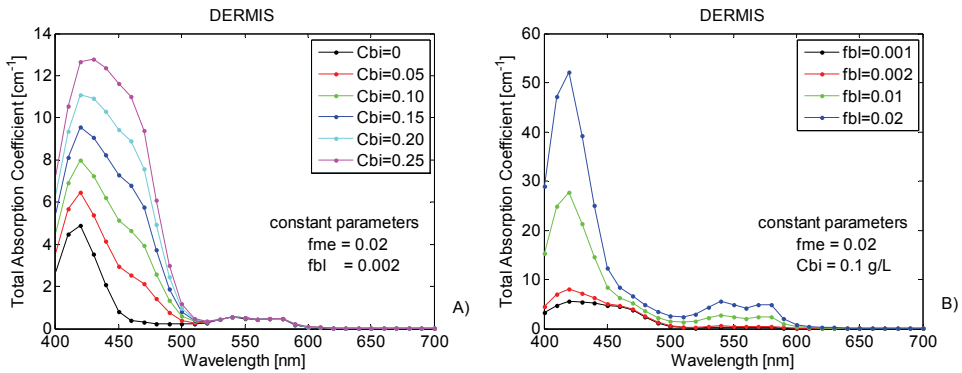 DERMIS
Total Absorption Coefficient [cm⁻¹]
14
12
10
8
6
4
2
0
400 450 500 550 600 650 700
Wavelength [nm]
Cbi=0
Cbi=0.05
Cbi=0.10
Cbi=0.15
Cbi=0.20
Cbi=0.25
constant parameters
fme = 0.02
fbl = 0.002
A)
DERMIS
Total Absorption Coefficient [cm⁻¹]
60
50
40
30
20
10
0
400 450 500 550 600 650 700
Wavelength [nm]
fbl=0.001
fbl=0.002
fbl=0.01
fbl=0.02
constant parameters
fme = 0.02
Cbi = 0.1 g/L
B)